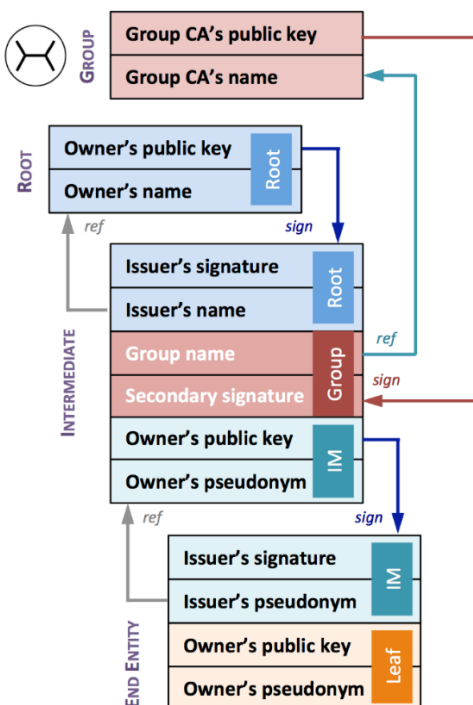 GROUP
Group CA's public key
Group CA's name
ROOT
Owner's public key
Owner's name
Root
ref
sign
INTERMEDIATE
Issuer's signature
Issuer's name
Root
Group name
Secondary signature
Group
ref
sign
Owner's public key
Owner's pseudonym
IM
ref
sign
END ENTITY
Issuer's signature
Issuer's pseudonym
IM
Owner's public key
Owner's pseudonym
Leaf